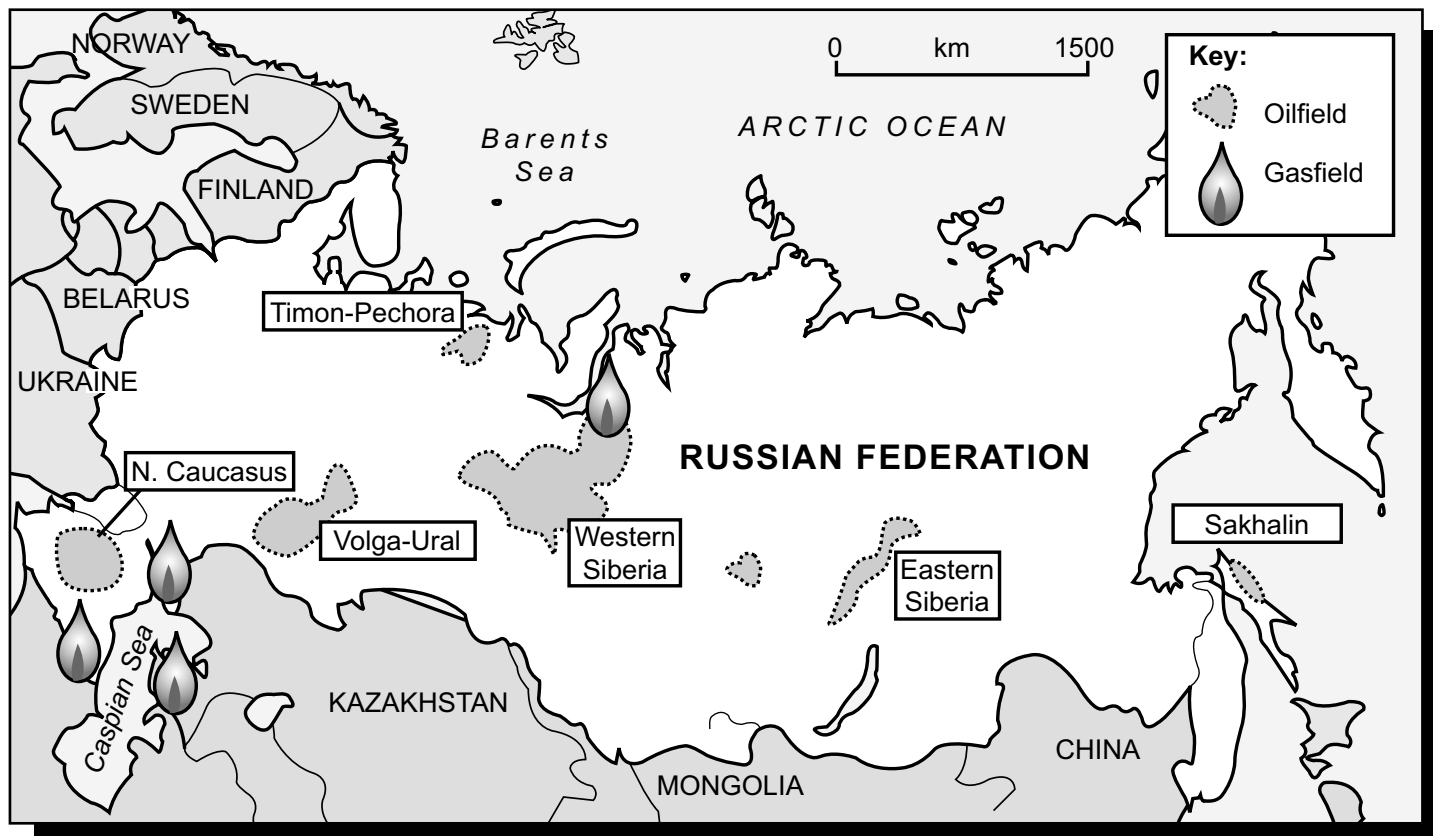 NORWAY
0 km 1500
Key:
SWEDEN
Oilfield
ARCTIC OCEAN
Barents
Sea
Gasfield
FINLAND
BELARUS
Timon-Pechora
UKRAINE
RUSSIAN FEDERATION
N. Caucasus
Sakhalin
Volga-Ural
Western
Siberia
Eastern
Siberia
Caspian Sea
KAZAKHSTAN
CHINA
MONGOLIA